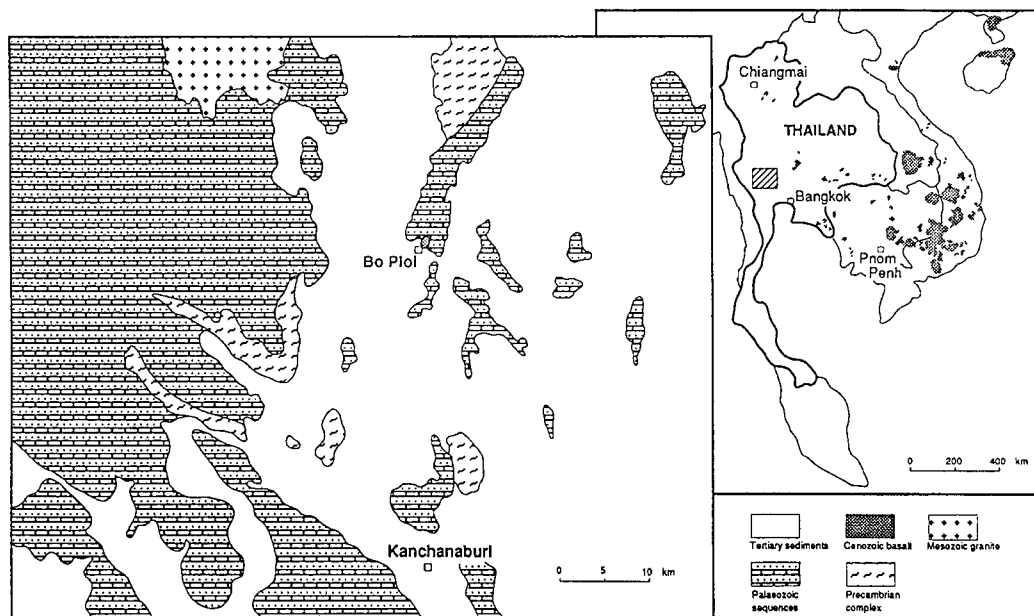 Bo Ploi
Kanchanaburi
0 5 10 km
Chiangmai
THAILAND
Bangkok
Pnom
Penh
0 200 400
km
Tertiary sediments
Cenozoic basalt
Mesozoic granite
Palaeozoic
sequences
Precambrian
complex